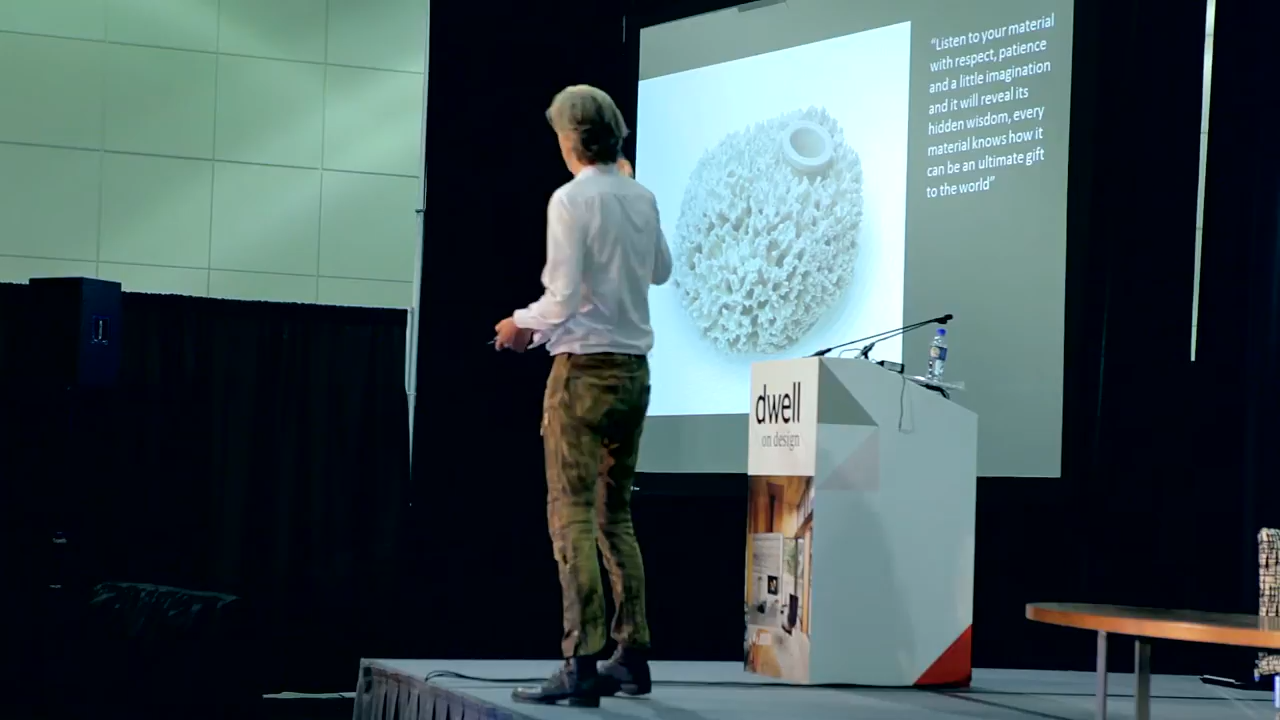 “Listen to your material
with respect, patience
and a little imagination
and it will reveal its
hidden wisdom, every
material knows how it
can be an ultimate gift
to the world”
dwell
on design